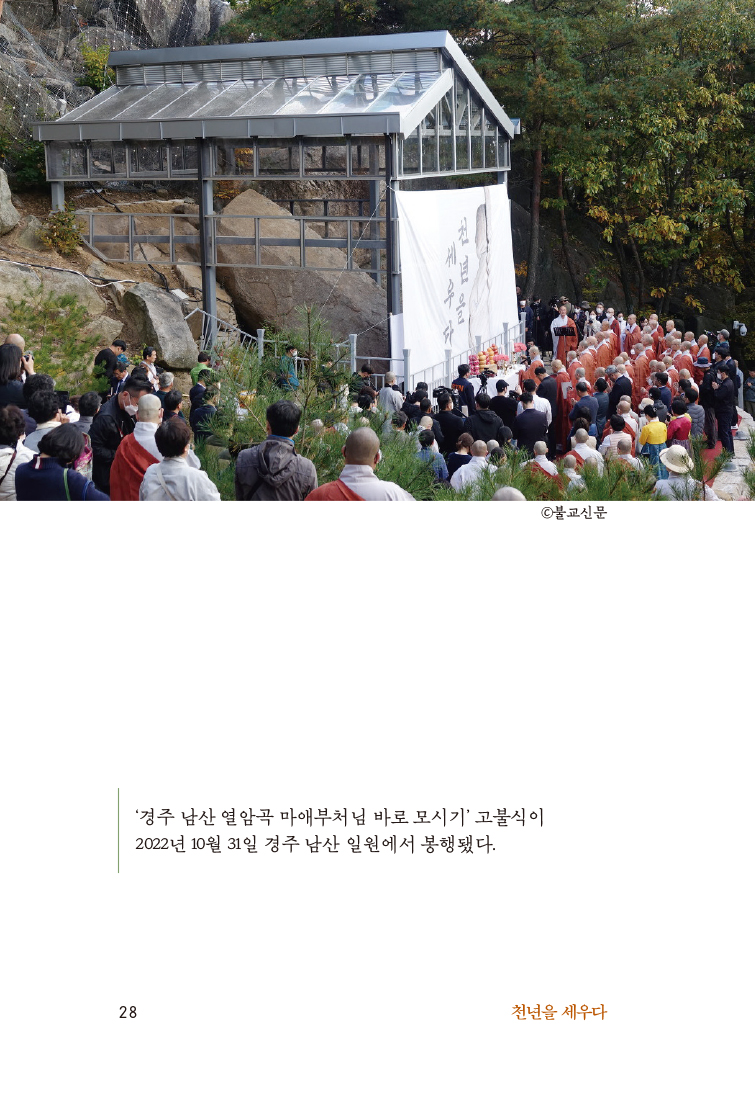 천년을
세우다
©불교신문
‘경주 남산 열암곡 마애부처님 바로 모시기’ 고불식이
2022년 10월 31일 경주 남산 일원에서 봉행됐다.
28
천년을 세우다